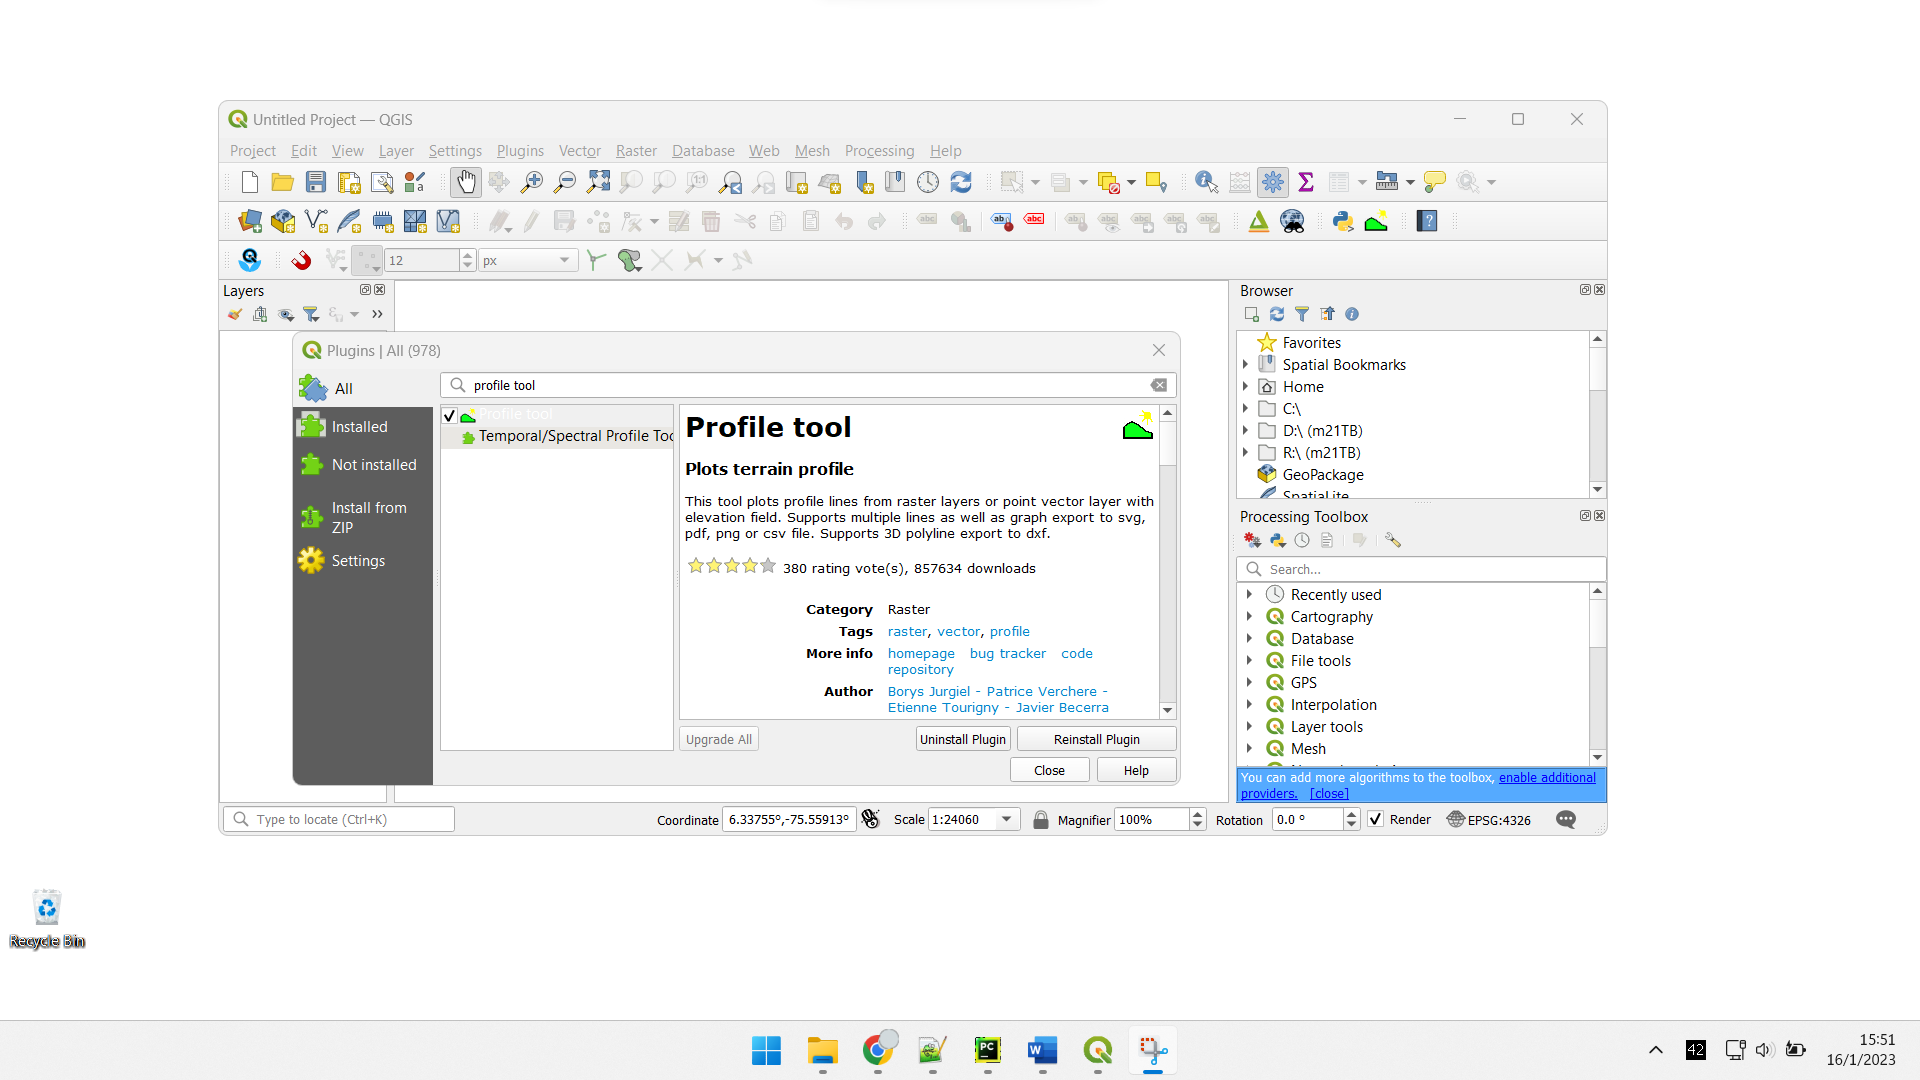 Untitled Project — QGIS
Project Edit View Layer Settings Plugins Vector Raster Database Web Mesh Processing Help
12 px
Layers
Browser
Favorites
Spatial Bookmarks
Home
C:\
D:\ (m21TB)
R:\ (m21TB)
GeoPackage
SpatiaLite
Plugins | All (978)
All
Installed
Not installed
Install from
ZIP
Settings
profile tool
Profile tool
Temporal/Spectral Profile Too
Profile tool
Plots terrain profile
This tool plots profile lines from raster layers or point vector layer with
elevation field. Supports multiple lines as well as graph export to svg,
pdf, png or csv file. Supports 3D polyline export to dxf.
380 rating vote(s), 857634 downloads
Category Raster
Tags raster, vector, profile
More info homepage bug tracker code
repository
Author Borys Jurgiel - Patrice Verchere -
Etienne Tourigny - Javier Becerra
Upgrade All Uninstall Plugin Reinstall Plugin
Close Help
Processing Toolbox
Search...
Recently used
Cartography
Database
File tools
GPS
Interpolation
Layer tools
Mesh
You can add more algorithms to the toolbox, enable additional
providers. [close]
Type to locate (Ctrl+K) Coordinate 6.33755°,-75.55913° Scale 1:24060 Magnifier 100% Rotation 0.0 ° Render EPSG:4326
Recycle Bin
42
15:51
16/1/2023